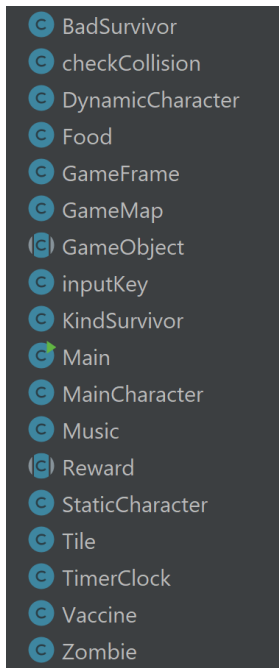 BadSurvivor
checkCollision
DynamicCharacter
Food
GameFrame
GameMap
GameObject
inputKey
KindSurvivor
Main
MainCharacter
Music
Reward
StaticCharacter
Tile
TimerClock
Vaccine
Zombie